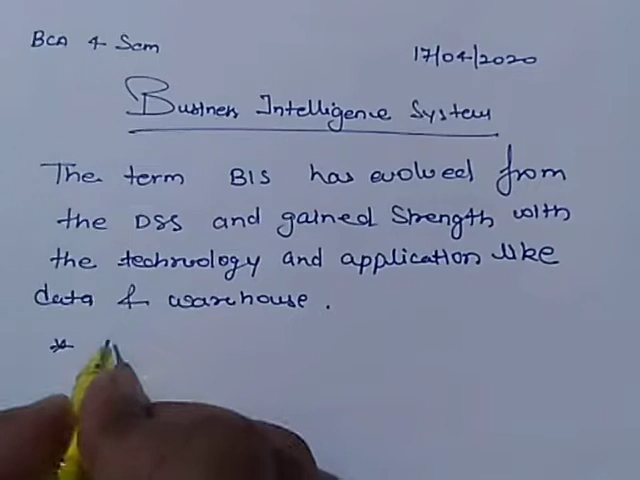 BCA 4 Sem
17/04/2020
Business Intelligence System
The term BIS has evolved from
the DSS and gained Strength with
the technology and application like
data & warehouse.
*